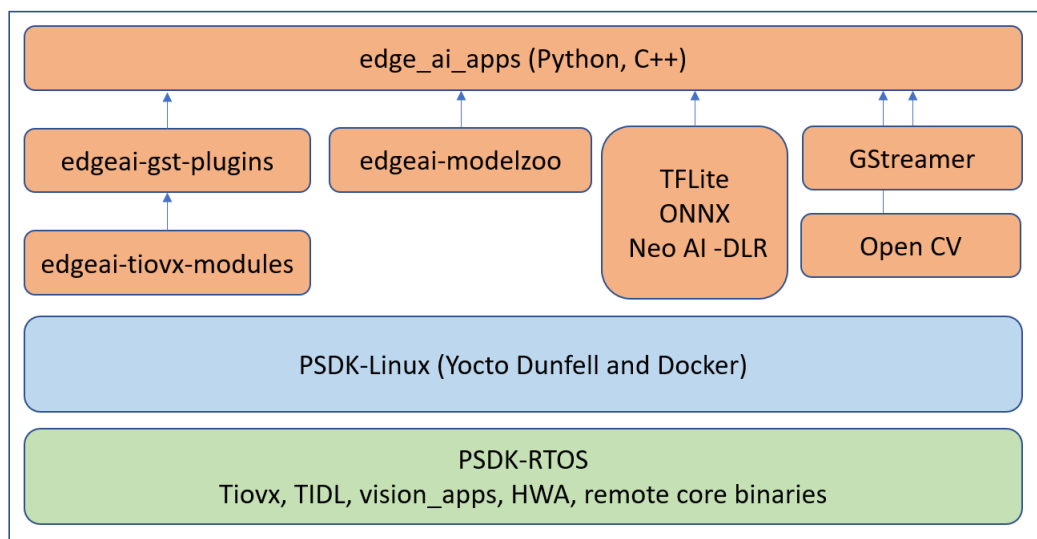 edge_ai_apps (Python, C++)
edgeai-gst-plugins
edgeai-modelzoo
TFLite
ONNX
Neo AI -DLR
GStreamer
edgeai-tiovx-modules
Open CV
PSDK-Linux (Yocto Dunfell and Docker)
PSDK-RTOS
Tiovx, TIDL, vision_apps, HWA, remote core binaries